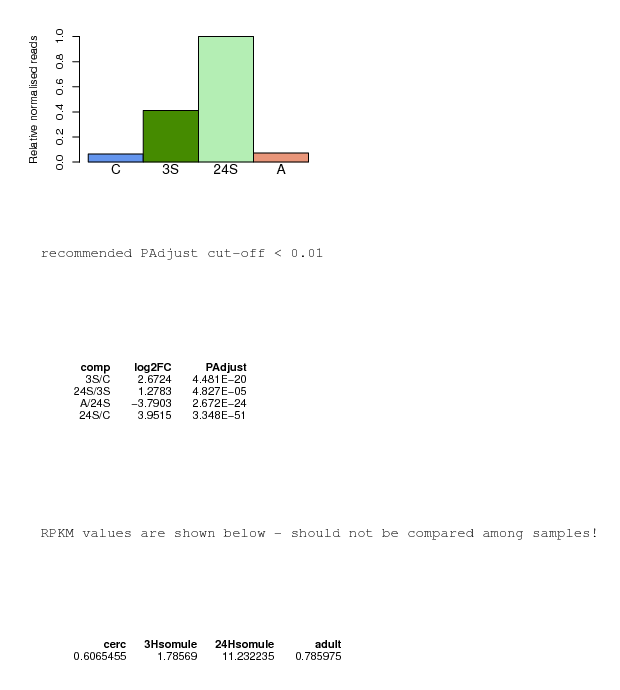 Relative normalised reads
1.0
0.8
0.6
0.4
0.2
0.0
C 3S 24S A
recommended PAdjust cut-off < 0.01
comp log2FC PAdjust
3S/C 2.6724 4.481E−20
24S/3S 1.2783 4.827E−05
A/24S −3.7903 2.672E−24
24S/C 3.9515 3.348E−51
RPKM values are shown below - should not be compared among samples!
cerc 3Hsomule 24Hsomule adult
0.6065455 1.78569 11.232235 0.785975